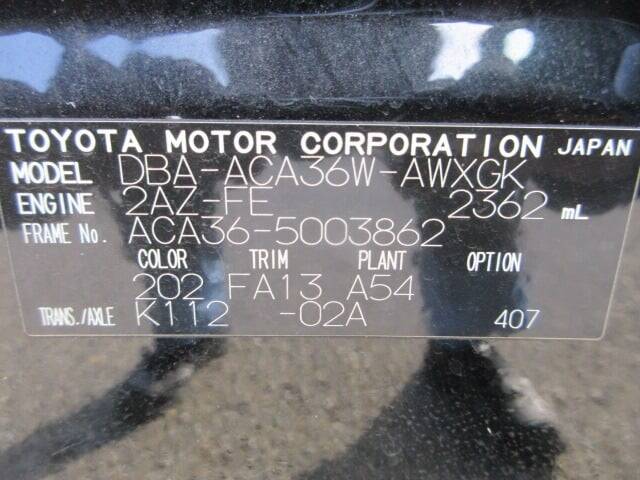 TOYOTA MOTOR CORPORATION JAPAN
MODEL DBA-ACA36W-AWXGK
ENGINE 2AZ-FE 2362 mL
FRAME No. ACA36-5003862
COLOR TRIM PLANT OPTION
202 FA13 A54
TRANS./AXLE K112 -02A 407